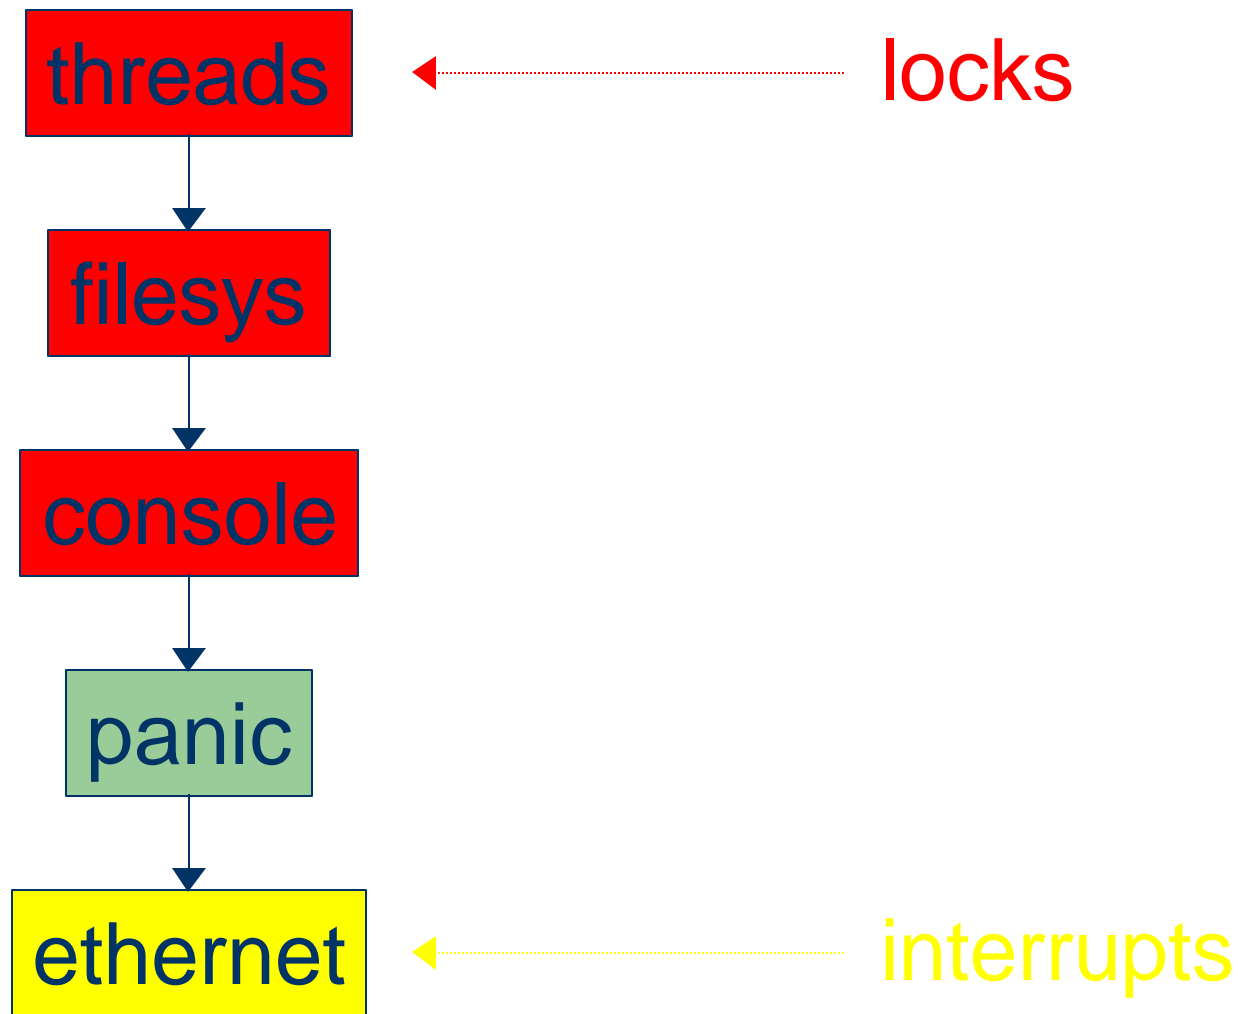 threads
locks
filesys
console
panic
ethernet
interrupts